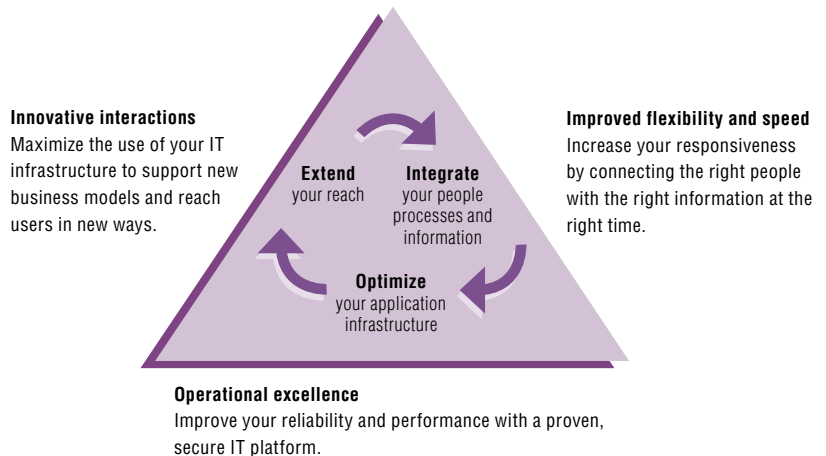 Innovative interactions
Maximize the use of your IT
infrastructure to support new
business models and reach
users in new ways.
Extend
your reach
Integrate
your people
processes and
information
Optimize
your application
infrastructure
Improved flexibility and speed
Increase your responsiveness
by connecting the right people
with the right information at the
right time.
Operational excellence
Improve your reliability and performance with a proven,
secure IT platform.